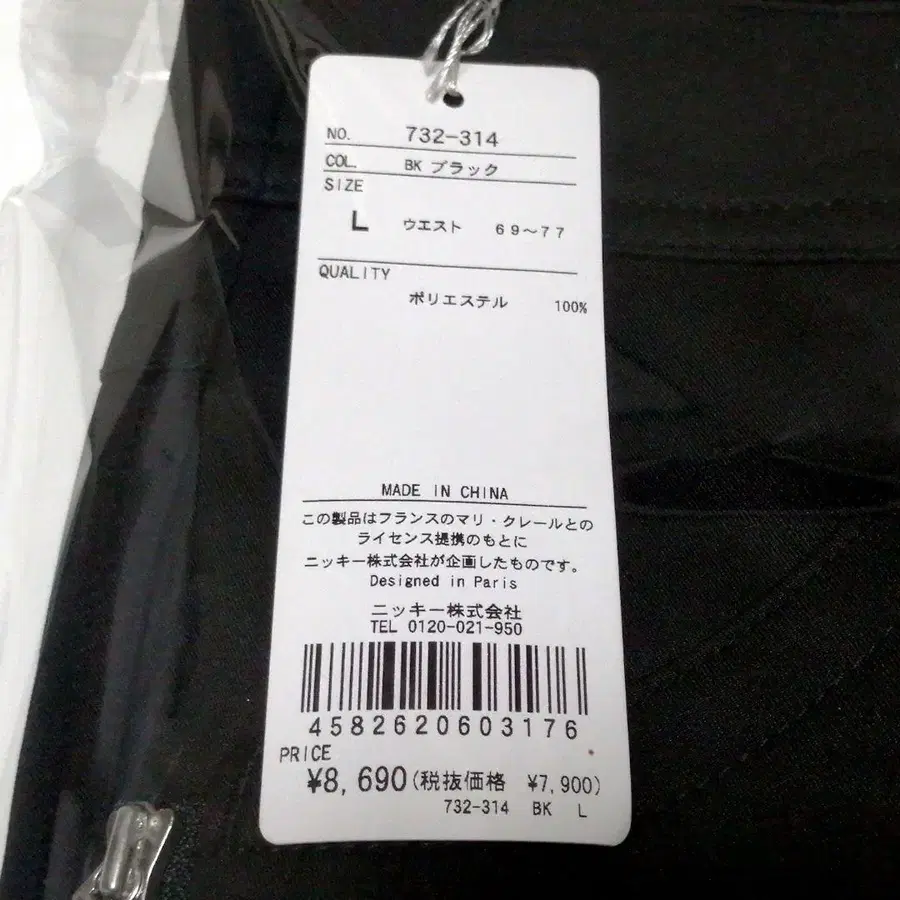 NO. 732-314
COL. BK ブラック
SIZE
L ウエスト 69～77
QUALITY
ポリエステル 100%
MADE IN CHINA
この製品はフランスのマリ・クレールとの
ライセンス提携のもとに
ニッキー株式会社が企画したものです。
Designed in Paris
ニッキー株式会社
TEL 0120-021-950
4582620603176
PRICE
¥8,690(税抜価格 ¥7,900)
732-314 BK L